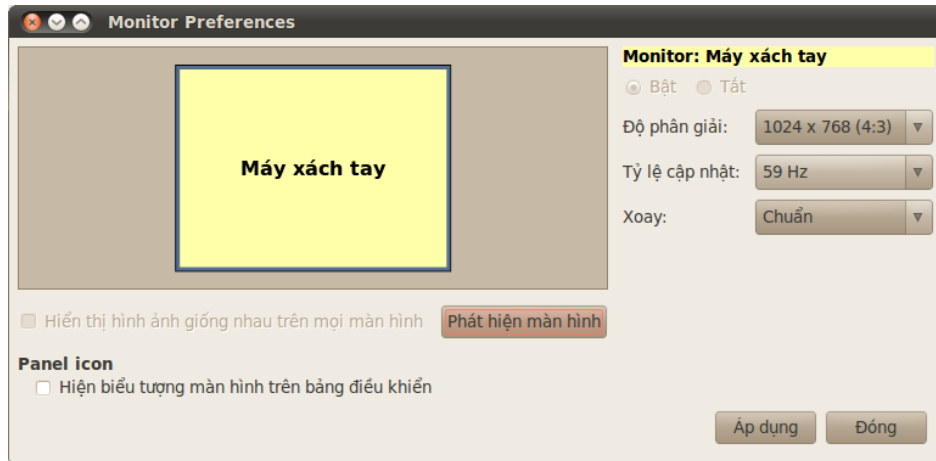 Monitor Preferences
Máy xách tay
Monitor: Máy xách tay
Bật Tắt
Độ phân giải: 1024 x 768 (4:3)
Tỷ lệ cập nhật: 59 Hz
Xoay: Chuẩn
Hiển thị hình ảnh giống nhau trên mọi màn hình Phát hiện màn hình
Panel icon
Hiện biểu tượng màn hình trên bảng điều khiển
Áp dụng Đóng